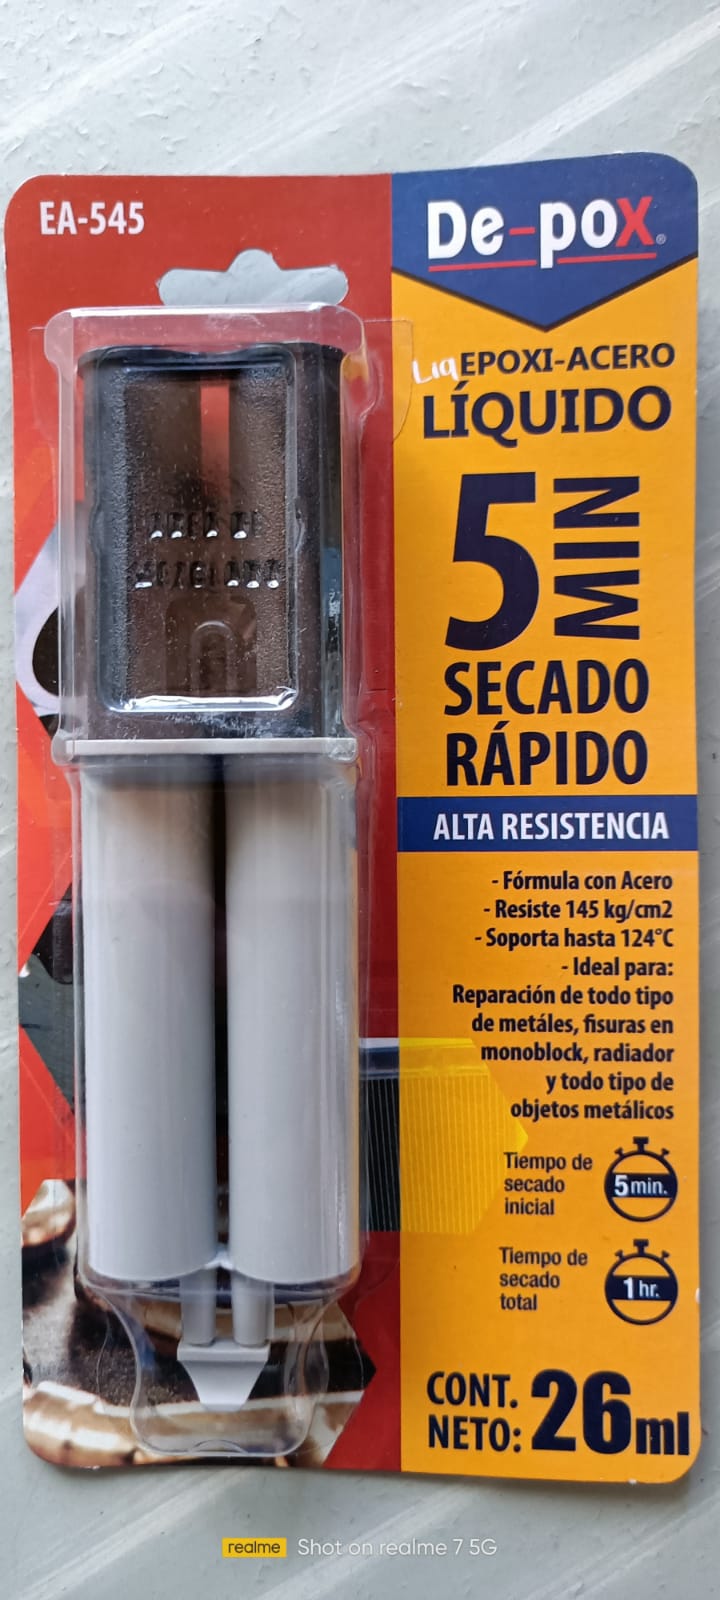 EA-545
De-pox®
Liq
EPOXI-ACERO
LÍQUIDO
5 MIN
SECADO
RÁPIDO
ALTA RESISTENCIA
- Fórmula con Acero
- Resiste 145 kg/cm2
- Soporta hasta 124°C
- Ideal para:
Reparación de todo tipo
de metáles, fisuras en
monoblock, radiador
y todo tipo de
objetos metálicos
Tiempo de
secado
inicial
5 min.
Tiempo de
secado
total
1 hr.
CONT.
NETO: 26ml
realme Shot on realme 7 5G